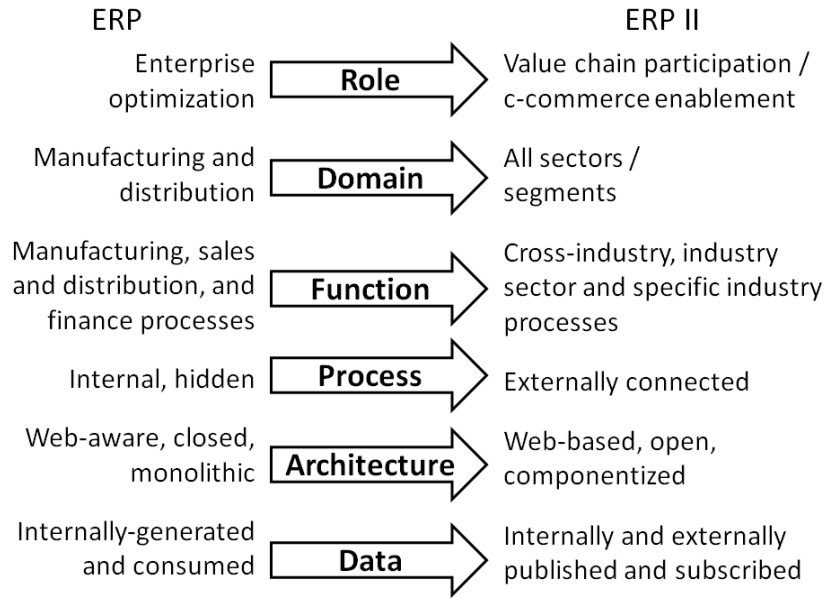 ERP
ERP II
Enterprise
optimization
Role
Value chain participation /
c-commerce enablement
Manufacturing and
distribution
Domain
All sectors /
segments
Manufacturing, sales
and distribution, and
finance processes
Function
Cross-industry, industry
sector and specific industry
processes
Internal, hidden
Process
Externally connected
Web-aware, closed,
monolithic
Architecture
Web-based, open,
componentized
Internally-generated
and consumed
Data
Internally and externally
published and subscribed